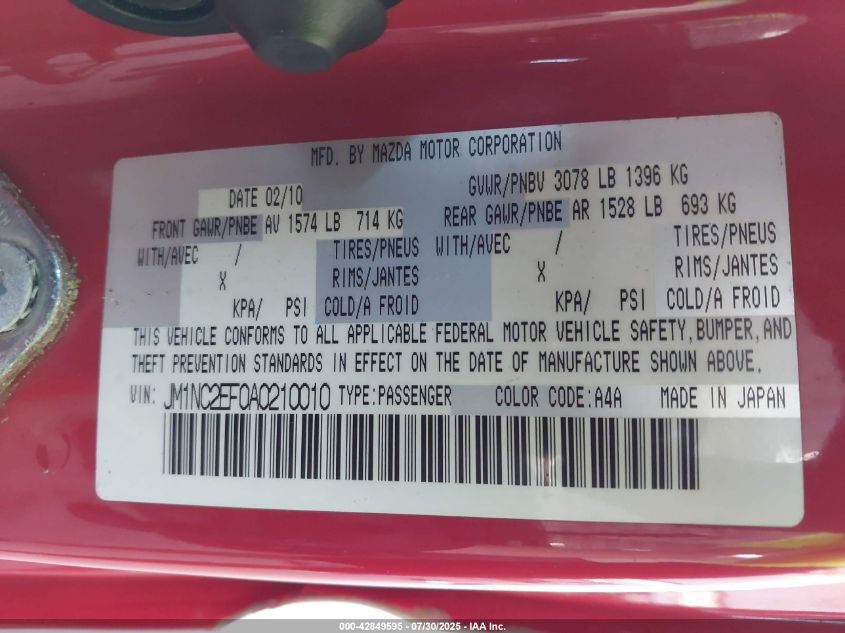 MFD. BY MAZDA MOTOR CORPORATION
DATE 02/10
GVWR/PNBV 3078 LB 1396 KG
FRONT GAWR/PNBE AV 1574 LB 714 KG
REAR GAWR/PNBE AR 1528 LB 693 KG
WITH/AVEC / TIRES/PNEUS WITH/AVEC / TIRES/PNEUS
X RIMS/JANTES X RIMS/JANTES
KPA/ PSI COLD/A FROID KPA/ PSI COLD/A FROID
THIS VEHICLE CONFORMS TO ALL APPLICABLE FEDERAL MOTOR VEHICLE SAFETY, BUMPER, AND
THEFT PREVENTION STANDARDS IN EFFECT ON THE DATE OF MANUFACTURE SHOWN ABOVE.
VIN: JM1NC2EF0A0210010 TYPE:PASSENGER COLOR CODE:A4A MADE IN JAPAN
000-42849595 - 07/30/2025 - IAA Inc.